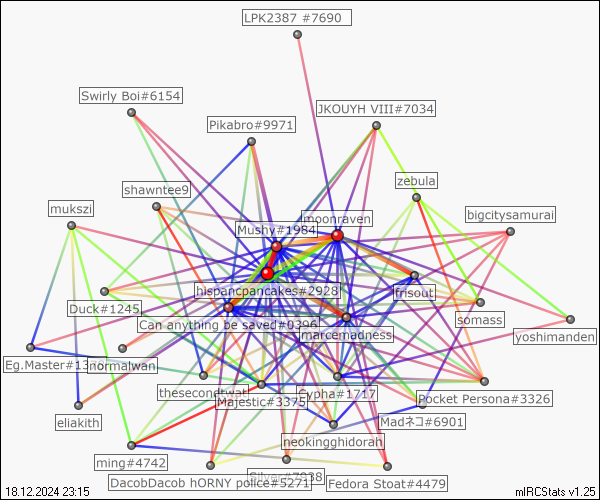 LPK2387 #7690
Swirly Boi#6154
JKOUYH VIII#7034
Pikabro#9971
zebula
shawntee9
mukszi
moonraven
bigcitysamurai
Mushy#1984
hispancpancakes#2928
frisout
Duck#1245
somass
Can anything be saved#0396
marcemadness
yoshimanden
Eg.Master#13
normalwan
thesecondtwat
Cypha#1717
Majestic#3375
Pocket Persona#3326
eliakith
Madネコ#6901
neokingghidorah
ming#4742
DacobDacob hORNY police#5271
Fedora Stoat#4479
18.12.2024 23:15
mIRCStats v1.25